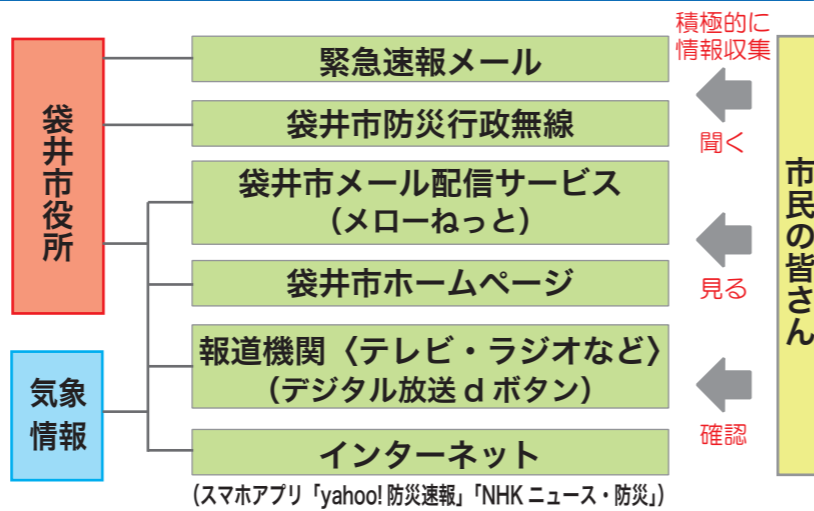 積極的に
情報収集
緊急速報メール
袋井市役所
袋井市防災行政無線
聞く
袋井市メール配信サービス
（メローねっと）
市民の皆さん
袋井市ホームページ
見る
報道機関〈テレビ・ラジオなど〉
（デジタル放送 d ボタン）
気象
情報
確認
インターネット
（スマホアプリ「yahoo! 防災速報」「NHK ニュース・防災」）